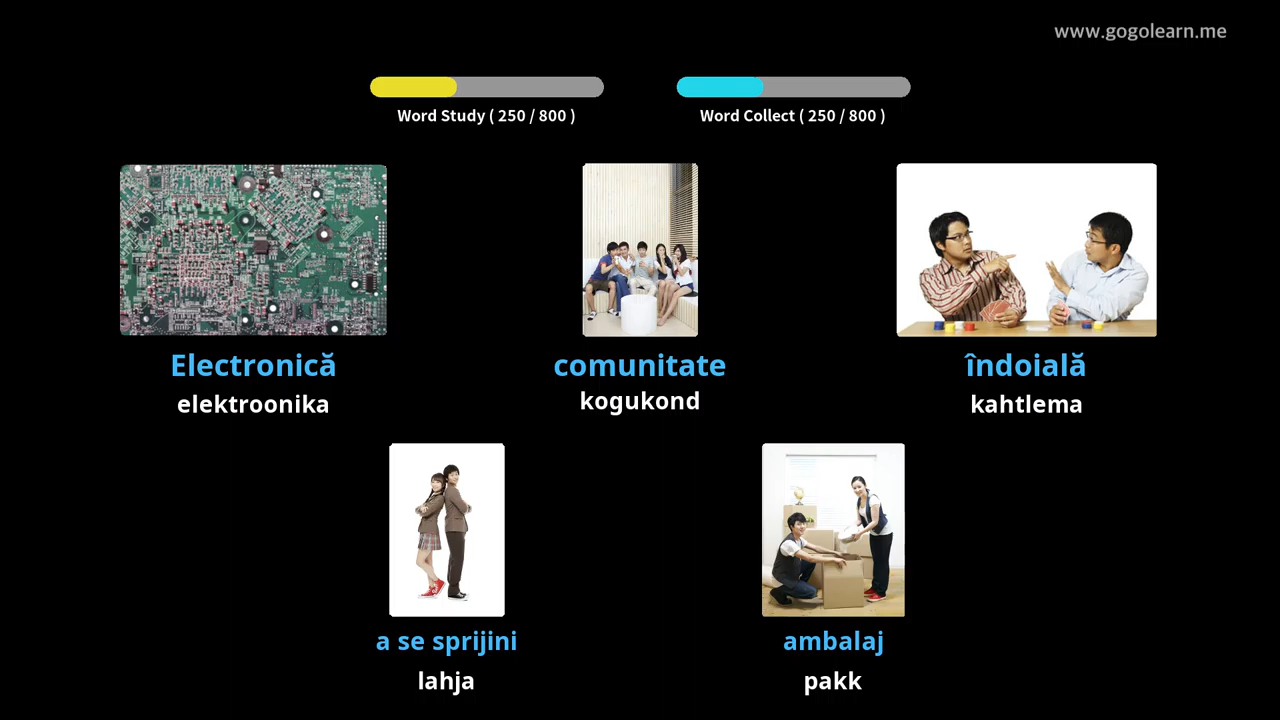 www.gogolearn.me
Word Study ( 250 / 800 )
Word Collect ( 250 / 800 )
Electronică
comunitate
îndoială
elektroonika
kogukond
kahtlema
a se sprijini
ambalaj
lahja
pakk